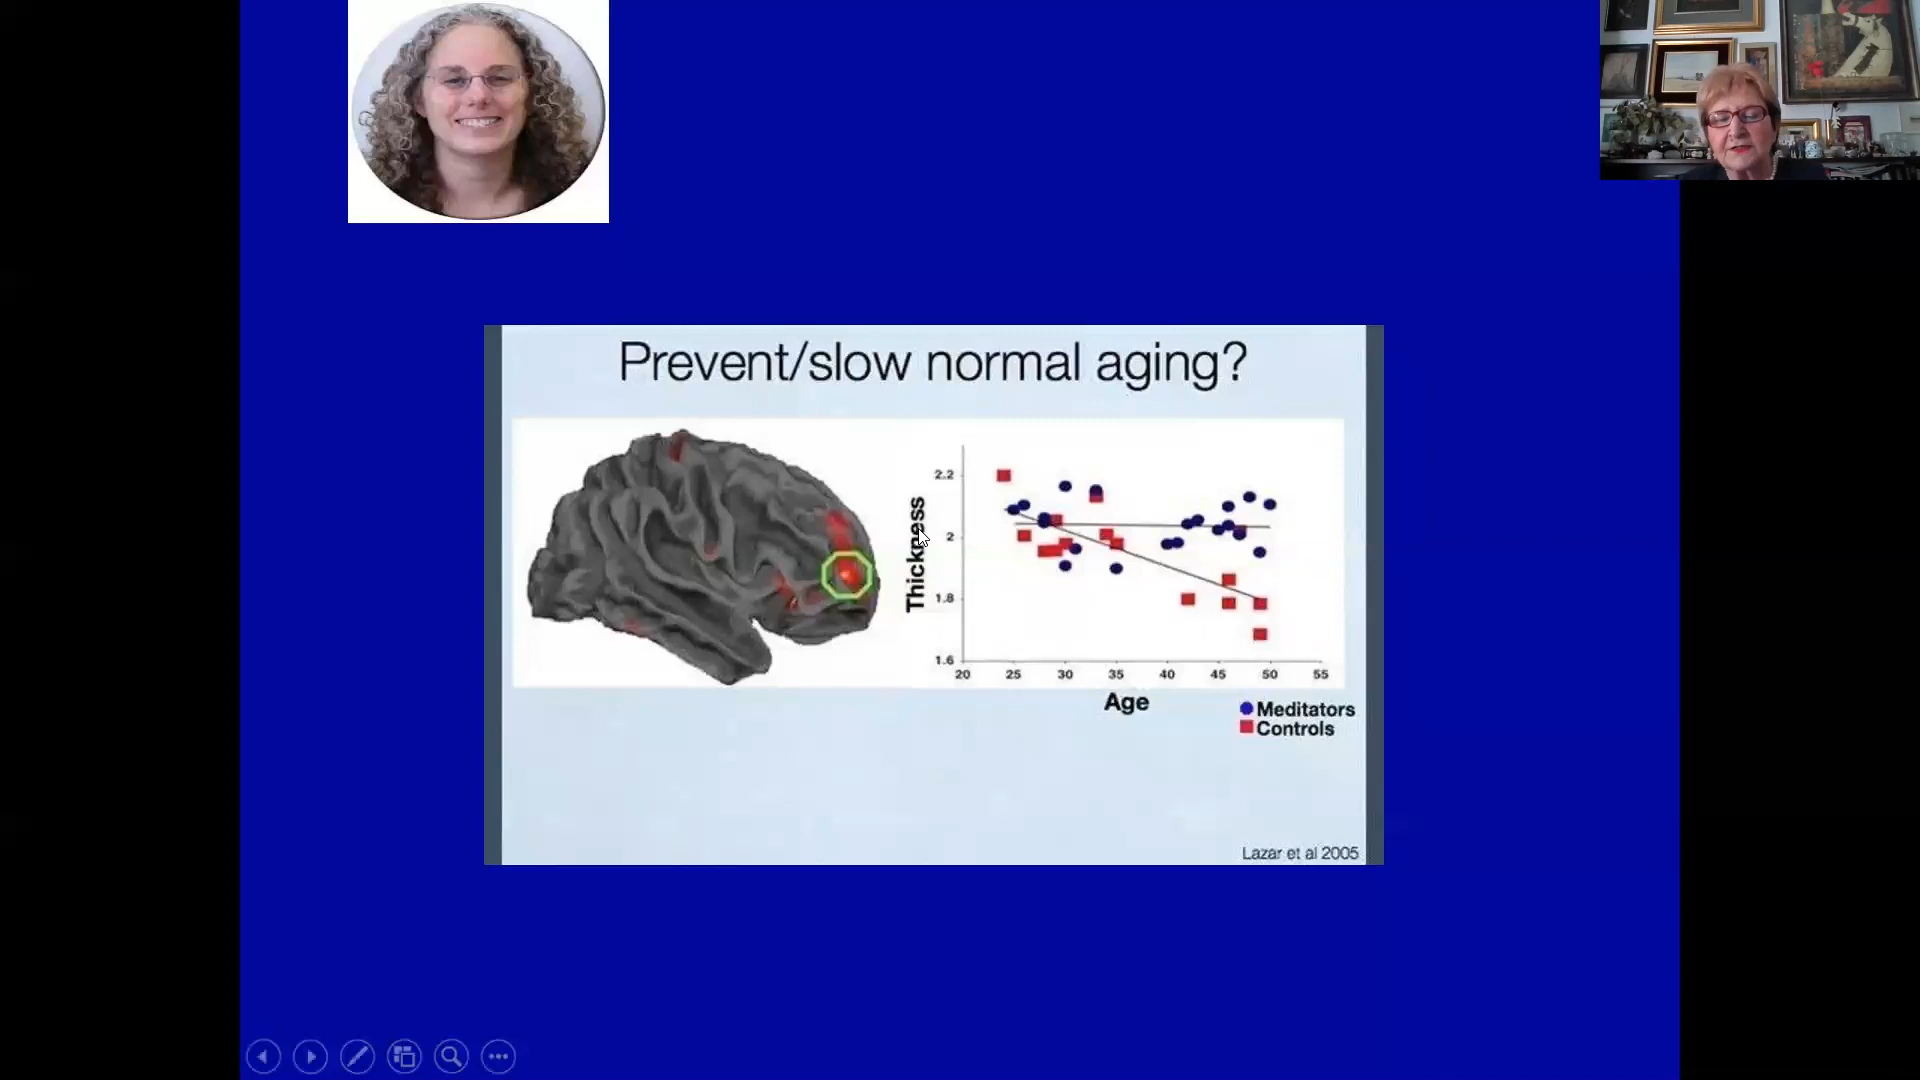 Prevent/slow normal aging?
Thickness
2.2
2
1.8
1.6
20 25 30 35 40 45 50 55
Age
Meditators
Controls
Lazar et al 2005